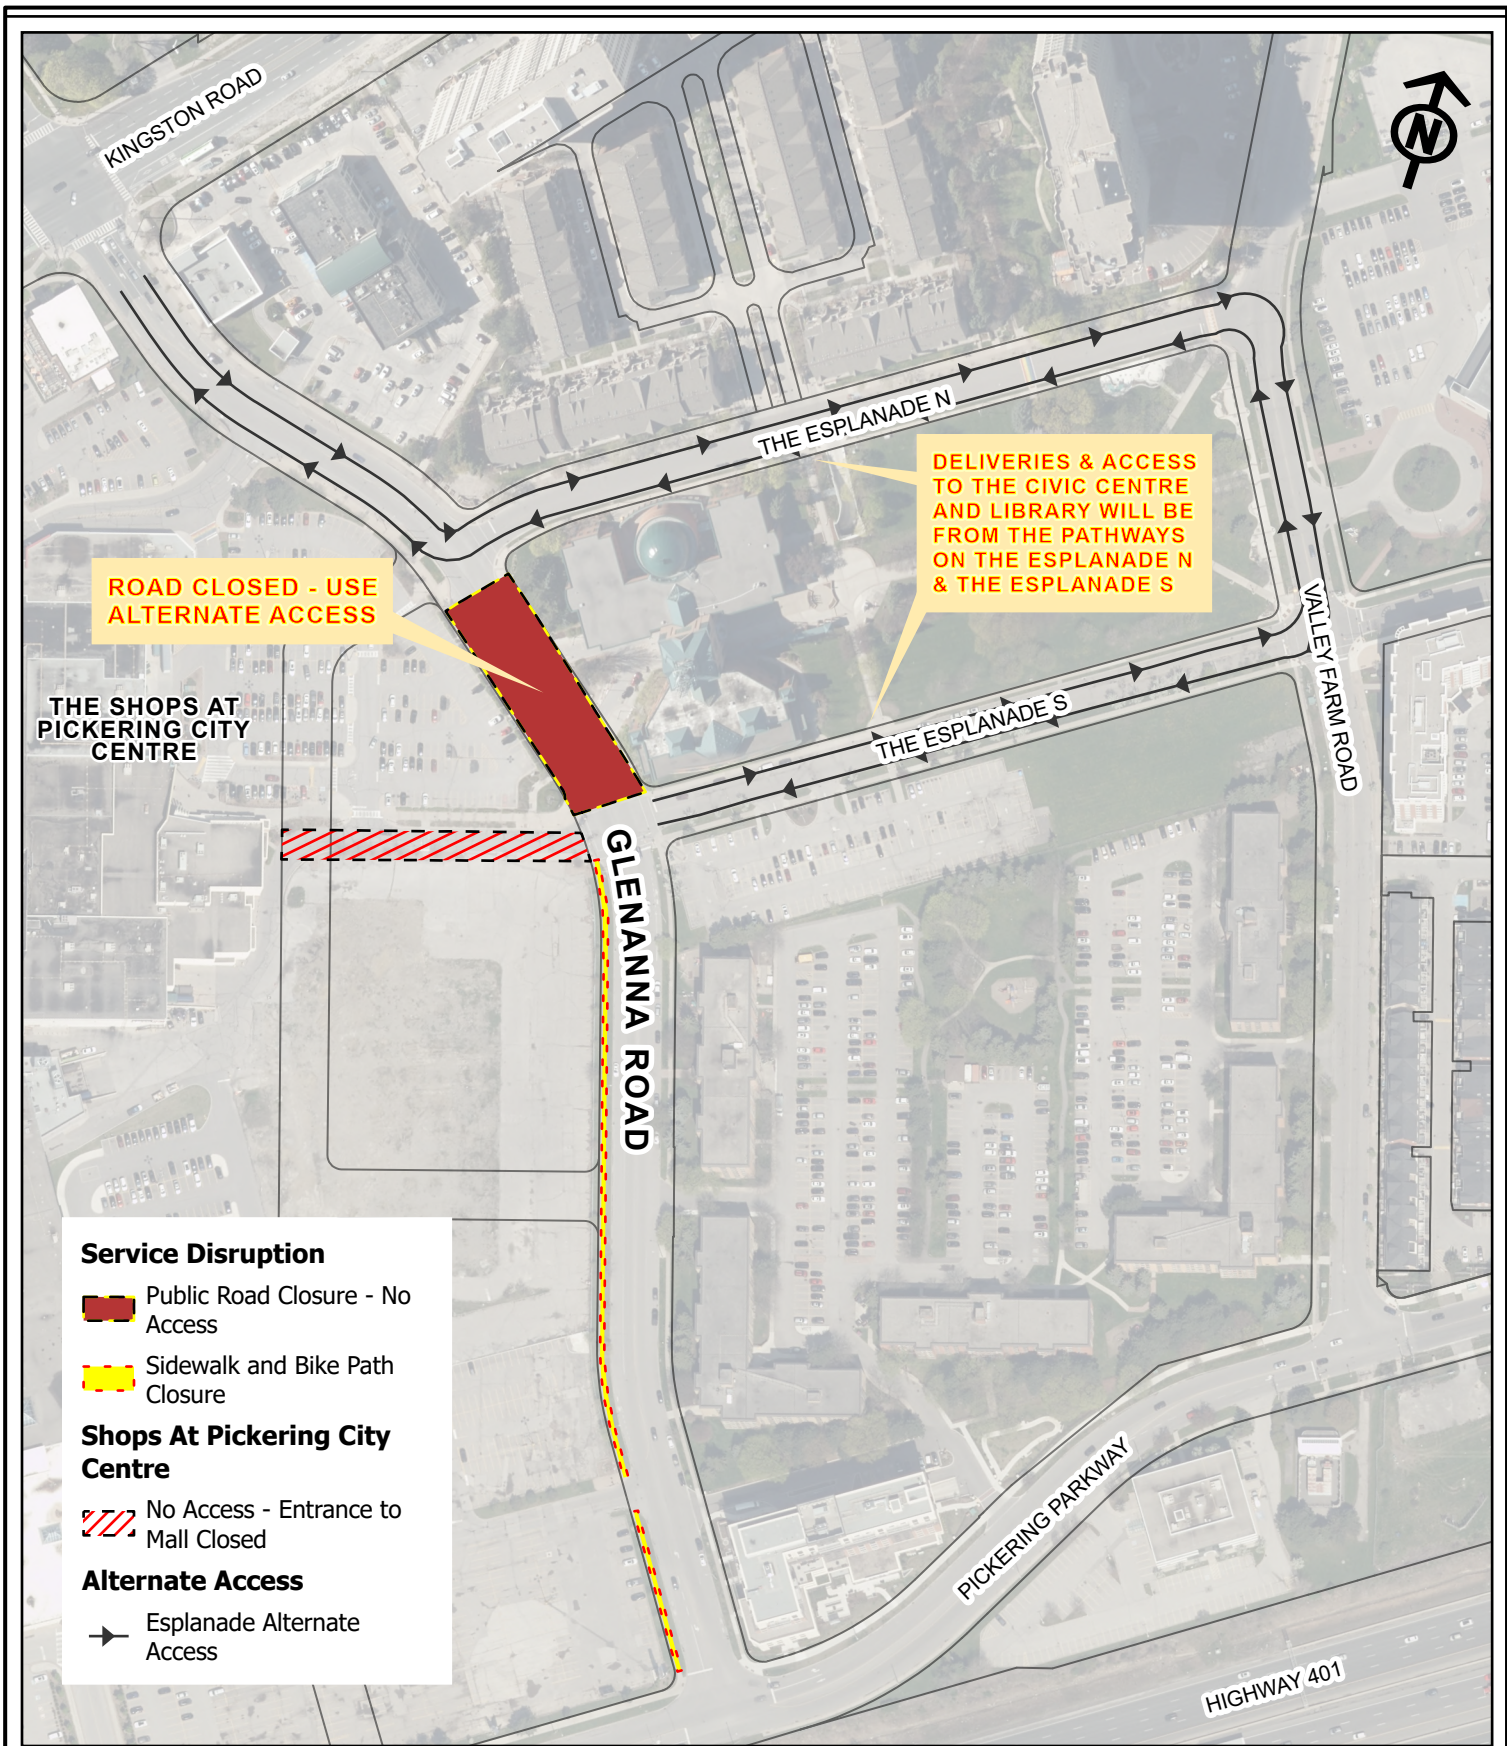 KINGSTON ROAD
N
THE ESPLANADE N
DELIVERIES & ACCESS
TO THE CIVIC CENTRE
AND LIBRARY WILL BE
FROM THE PATHWAYS
ON THE ESPLANADE N
& THE ESPLANADE S
ROAD CLOSED - USE
ALTERNATE ACCESS
VALLEY FARM ROAD
THE SHOPS AT
PICKERING CITY
CENTRE
THE ESPLANADE S
GLENANNA ROAD
Service Disruption
Public Road Closure - No
Access
Sidewalk and Bike Path
Closure
Shops At Pickering City
Centre
No Access - Entrance to
Mall Closed
Alternate Access
Esplanade Alternate
Access
PICKERING PARKWAY
HIGHWAY 401